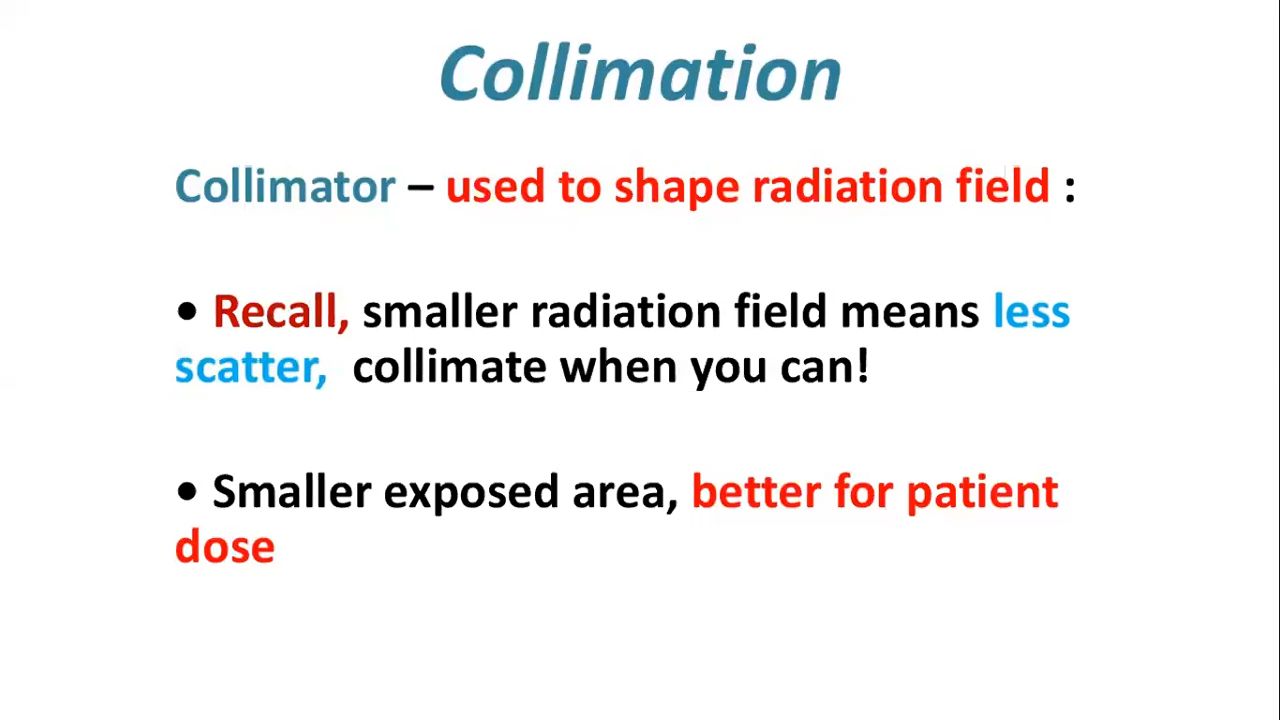 Collimation
Collimator – used to shape radiation field :
• Recall, smaller radiation field means less
scatter, collimate when you can!
• Smaller exposed area, better for patient
dose